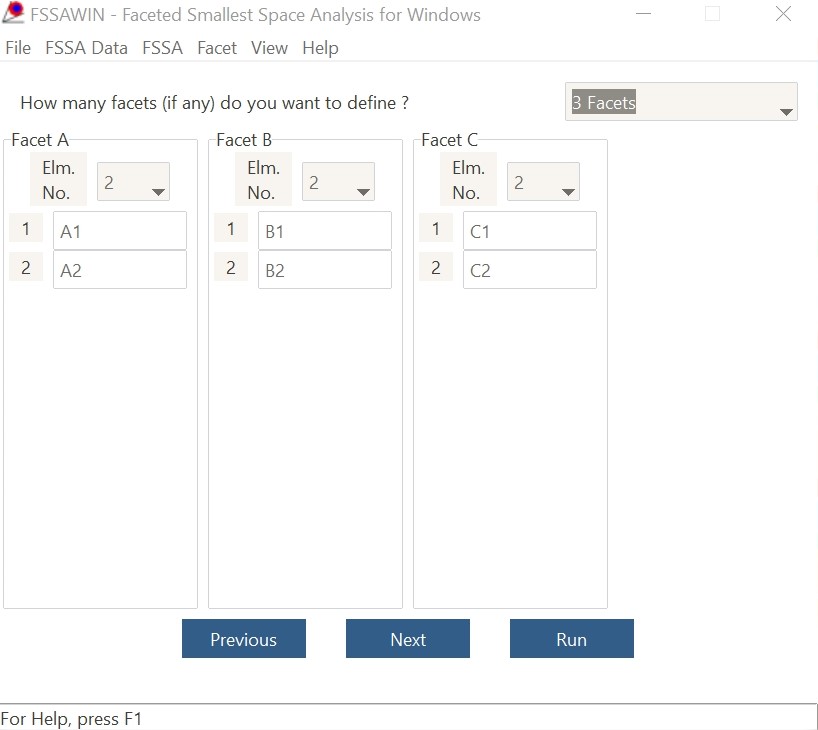 FSSAWIN - Faceted Smallest Space Analysis for Windows
File FSSA Data FSSA Facet View Help
How many facets (if any) do you want to define ?
3 Facets
Facet A
Elm.
No.
2
1 A1
2 A2
Facet B
Elm.
No.
2
1 B1
2 B2
Facet C
Elm.
No.
2
1 C1
2 C2
Previous Next Run
For Help, press F1